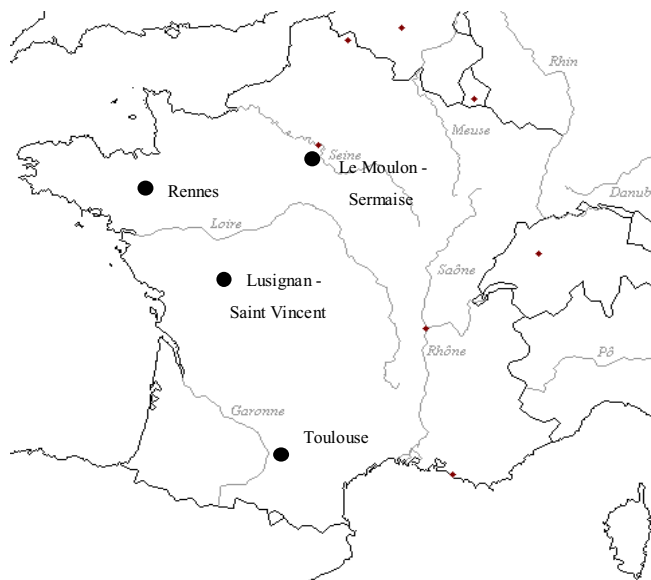 Rhin
Meuse
Seine
Le Moulon -
Sermaise
Rennes
Danub
Loire
Saône
Lusignan -
Saint Vincent
Rhône
Pô
Garonne
Toulouse